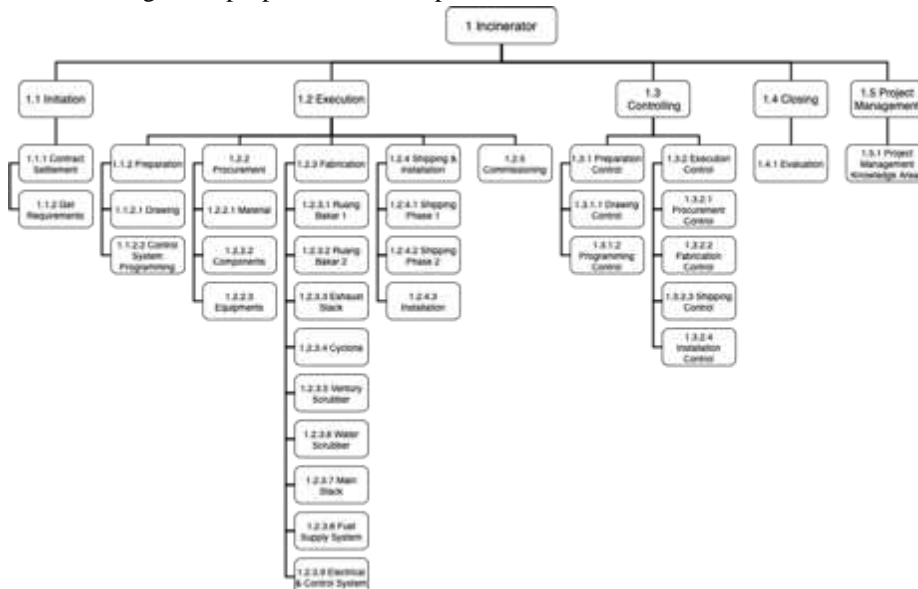 1 Incinerator
1.1 Initiation
1.2 Execution
1.3
Controlling
1.4 Closing
1.5 Project
Management
1.1.1 Contract
Settlement
1.1.2 Get
Requirements
1.1.2 Preparation
1.1.2.1 Drawing
1.1.2.2 Control
System
Programming
1.2.2
Procurement
1.2.2.1 Material
1.2.3.2
Components
1.2.2.3
Equipments
1.2.3 Fabrication
1.2.3.1 Ruang
Bakar 1
1.2.3.2 Ruang
Bakar 2
1.2.3.3 Exhaust
Stack
1.2.3.4 Cyclone
1.2.3.5 Ventury
Scrubber
1.2.3.6 Water
Scrubber
1.2.3.7 Main
Stack
1.2.3.8 Fuel
Supply System
1.2.3.9 Electrical
& Control System
1.2.4 Shipping &
Installation
1.2.4.1 Shipping
Phase 1
1.2.4.2 Shipping
Phase 2
1.2.4.3
Installation
1.2.5
Commissioning
1.3.1 Preparation
Control
1.3.1.1 Drawing
Control
1.3.1.2
Programming
Control
1.3.2 Execution
Control
1.3.2.1
Procurement
Control
1.3.2.2
Fabrication
Control
1.3.2.3 Shipping
Control
1.3.2.4
Installation
Control
1.4.1 Evaluation
1.5.1 Project
Management
Knowledge Area